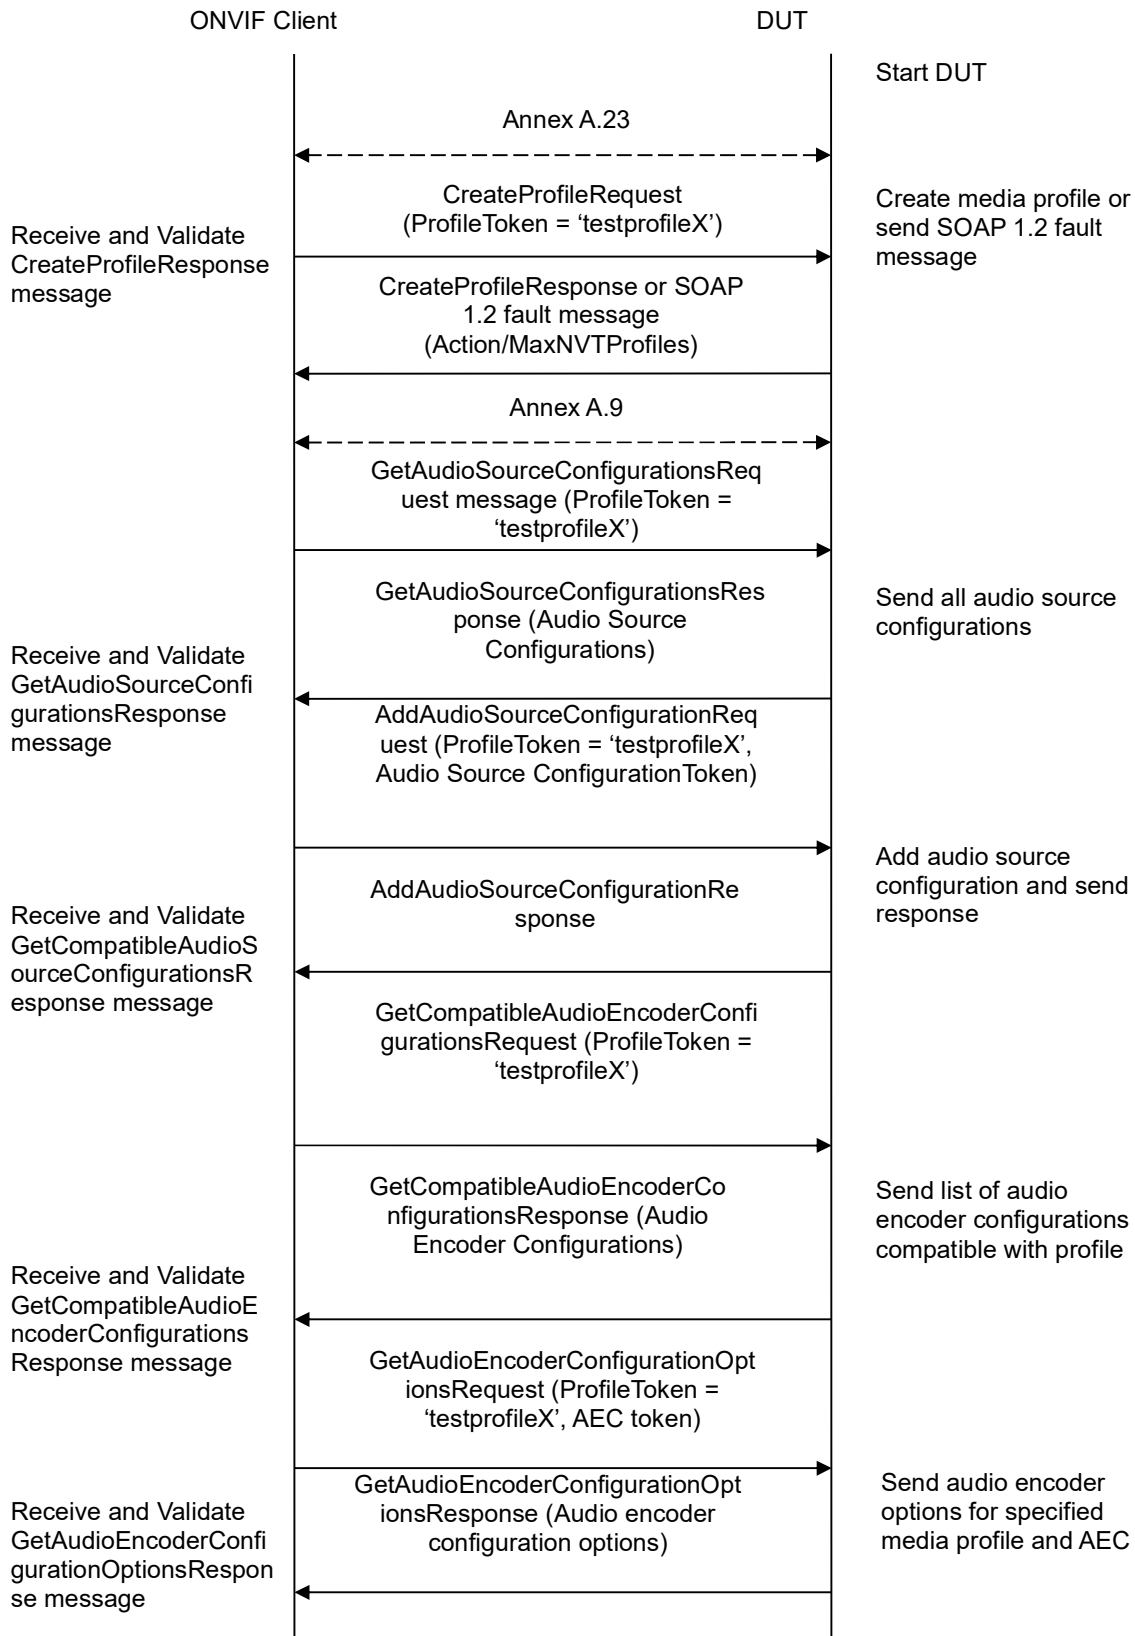 ONVIF Client
DUT
Start DUT
Annex A.23
CreateProfileRequest
(ProfileToken = ‘testprofileX’)
Create media profile or
send SOAP 1.2 fault
message
Receive and Validate
CreateProfileResponse
message
CreateProfileResponse or SOAP
1.2 fault message
(Action/MaxNVTProfiles)
Annex A.9
GetAudioSourceConfigurationsReq
uest message (ProfileToken =
‘testprofileX’)
GetAudioSourceConfigurationsRes
ponse (Audio Source
Configurations)
Send all audio source
configurations
Receive and Validate
GetAudioSourceConfi
gurationsResponse
message
AddAudioSourceConfigurationReq
uest (ProfileToken = ‘testprofileX’,
Audio Source ConfigurationToken)
Add audio source
configuration and send
response
AddAudioSourceConfigurationRe
sponse
Receive and Validate
GetCompatibleAudioS
ourceConfigurationsR
esponse message
GetCompatibleAudioEncoderConfi
gurationsRequest (ProfileToken =
‘testprofileX’)
GetCompatibleAudioEncoderCo
nfigurationsResponse (Audio
Encoder Configurations)
Send list of audio
encoder configurations
compatible with profile
Receive and Validate
GetCompatibleAudioE
ncoderConfigurations
Response message
GetAudioEncoderConfigurationOpt
ionsRequest (ProfileToken =
‘testprofileX’, AEC token)
GetAudioEncoderConfigurationOpt
ionsResponse (Audio encoder
configuration options)
Send audio encoder
options for specified
media profile and AEC
Receive and Validate
GetAudioEncoderConfi
gurationOptionsRespon
se message